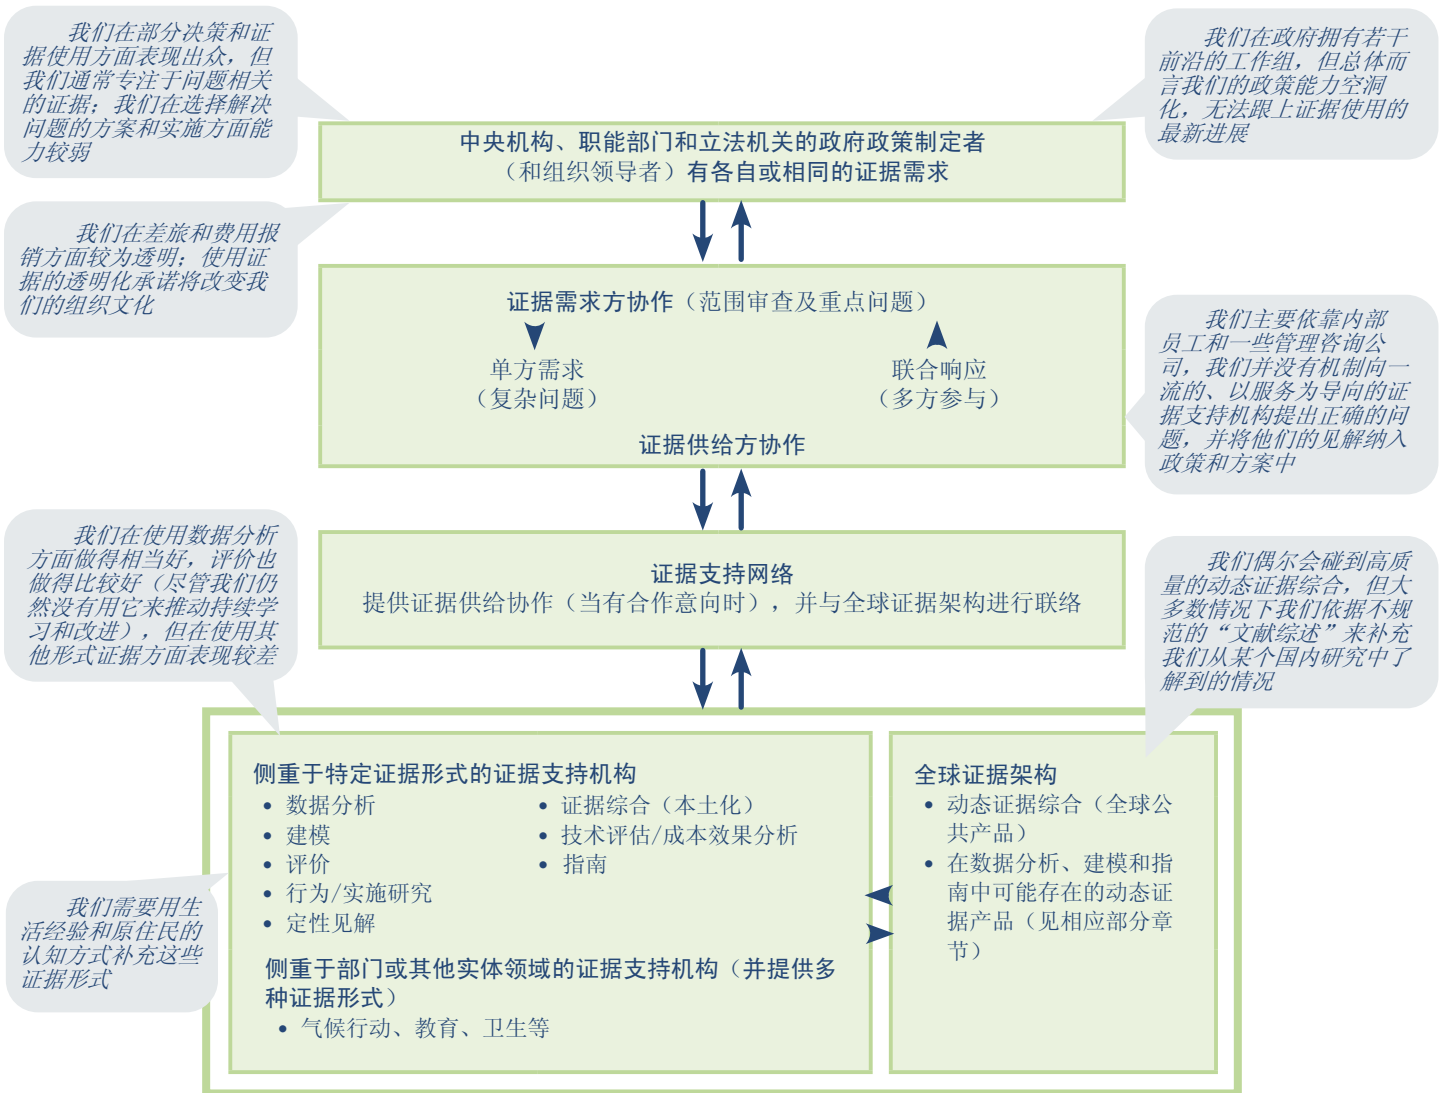 我们在部分决策和证
据使用方面表现出众，但
我们通常专注于问题相关
的证据；我们在选择解决
问题的方案和实施方面能
力较弱
我们在政府拥有若干
前沿的工作组，但总体而
言我们的政策能力空洞
化，无法跟上证据使用的
最新进展
中央机构、职能部门和立法机关的政府政策制定者
（和组织领导者）有各自或相同的证据需求
我们在差旅和费用报
销方面较为透明；使用证
据的透明化承诺将改变我
们的组织文化
证据需求方协作（范围审查及重点问题）
单方需求
（复杂问题）
联合响应
（多方参与）
证据供给方协作
我们主要依靠内部
员工和一些管理咨询公
司，我们并没有机制向一
流的、以服务为导向的证
据支持机构提出正确的问
题，并将他们的见解纳入
政策和方案中
我们在使用数据分析
方面做得相当好，评价也
做得比较好（尽管我们仍
然没有用它来推动持续学
习和改进），但在使用其
他形式证据方面表现较差
证据支持网络
提供证据供给协作（当有合作意向时），并与全球证据架构进行联络
我们偶尔会碰到高质
量的动态证据综合，但大
多数情况下我们依据不规
范的“文献综述”来补充
我们从某个国内研究中了
解到的情况
侧重于特定证据形式的证据支持机构
• 数据分析
• 建模
• 评价
• 行为/实施研究
• 定性见解
• 证据综合（本土化）
• 技术评估/成本效果分析
• 指南
侧重于部门或其他实体领域的证据支持机构（并提供多
种证据形式）
• 气候行动、教育、卫生等
全球证据架构
• 动态证据综合（全球公
共产品）
• 在数据分析、建模和指
南中可能存在的动态证
据产品（见相应部分章
节）
我们需要用生
活经验和原住民的
认知方式补充这些
证据形式